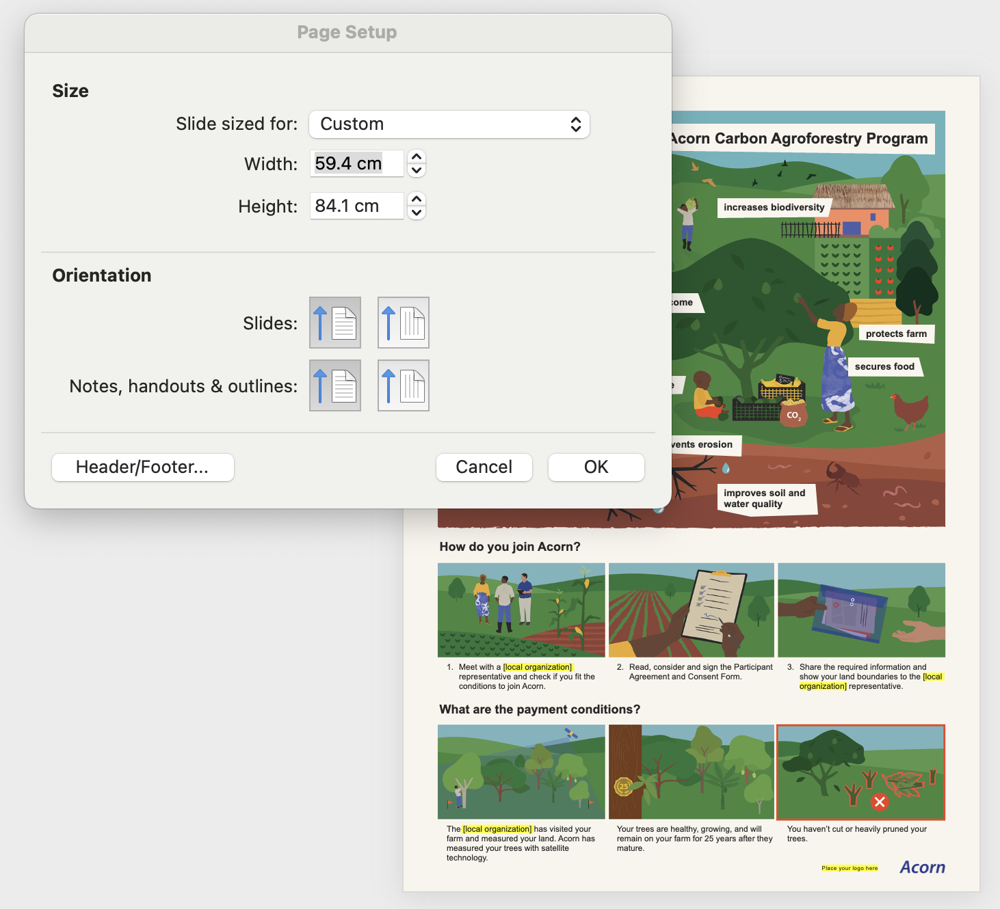 Page Setup
Size
Slide sized for:
Custom
Width:
59.4 cm
Height:
84.1 cm
Orientation
Slides:
Notes, handouts & outlines:
Header/Footer...
Cancel
OK
Acorn Carbon Agroforestry Program
increases biodiversity
come
protects farm
secures food
e
CO2
vents erosion
improves soil and
water quality
How do you join Acorn?
1. Meet with a [local organization]
representative and check if you fit the
conditions to join Acorn.
2. Read, consider and sign the Participant
Agreement and Consent Form.
3. Share the required information and
show your land boundaries to the [local
organization] representative.
What are the payment conditions?
25
The [local organization] has visited your
farm and measured your land. Acorn has
measured your trees with satellite
technology.
Your trees are healthy, growing, and will
remain on your farm for 25 years after they
mature.
You haven't cut or heavily pruned your
trees.
Place your logo here
Acorn